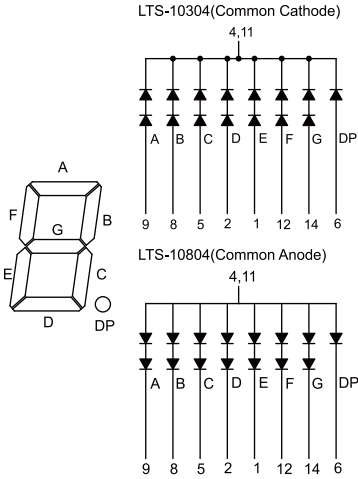 LTS-10304(Common Cathode)
4,11
A B C D E F G DP
9 8 5 2 1 12 14 6
A
F B
G
E C
D
DP
LTS-10804(Common Anode)
4,11
A B C D E F G DP
9 8 5 2 1 12 14 6